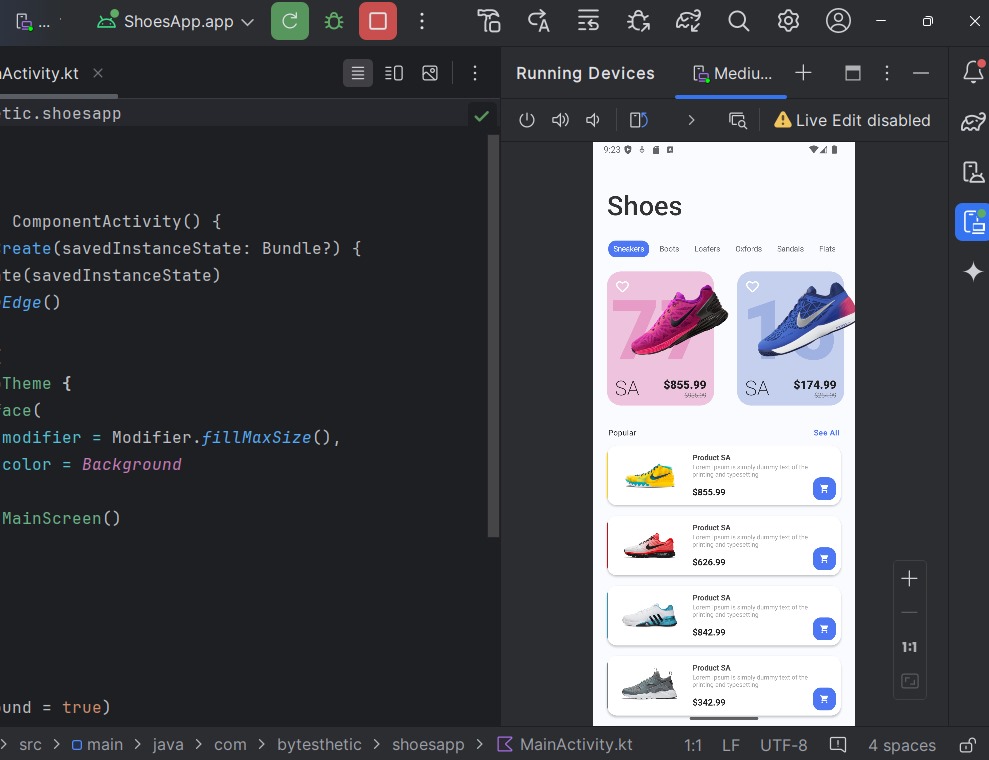 ...
ShoesApp.app
Activity.kt
Running Devices
Mediu...
tic.shoesapp
Live Edit disabled
ComponentActivity() {
reate(savedInstanceState: Bundle?) {
ate(savedInstanceState)
Edge()
Theme {
ace(
modifier = Modifier.fillMaxSize(),
color = Background
MainScreen()
und = true)
9:23
Shoes
Sneakers Boots Loafers Oxfords Sandals Flats
77
SA
$855.99
SA
$174.99
Popular
See All
Product SA
Lorem Ipsum is simply dummy text of the
printing and typesetting
$855.99
Product SA
Lorem Ipsum is simply dummy text of the
printing and typesetting
$626.99
Product SA
Lorem Ipsum is simply dummy text of the
printing and typesetting
$842.99
Product SA
Lorem Ipsum is simply dummy text of the
printing and typesetting
$342.99
1:1
src > main > java > com > bytesthetic > shoesapp > MainActivity.kt
1:1 LF UTF-8 4 spaces